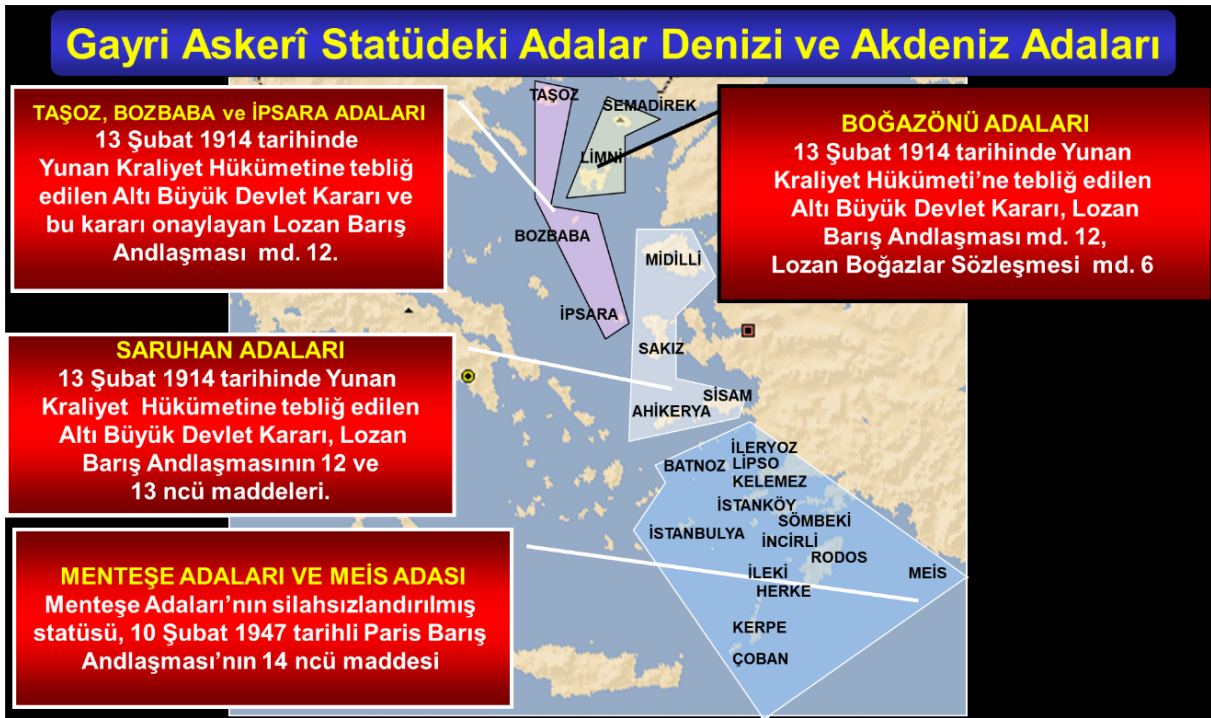 Gayri Askerî Statüdeki Adalar Denizi ve Akdeniz Adaları
TAŞOZ, BOZBABA ve İPSARA ADALARI
13 Şubat 1914 tarihinde
Yunan Kraliyet Hükümetine tebliğ
edilen Altı Büyük Devlet Kararı ve
bu kararı onaylayan Lozan Barış
Andlaşması md. 12.
BOĞAZÖNÜ ADALARI
13 Şubat 1914 tarihinde Yunan
Kraliyet Hükümeti’ne tebliğ edilen
Altı Büyük Devlet Kararı, Lozan
Barış Andlaşması md. 12,
Lozan Boğazlar Sözleşmesi md. 6
SARUHAN ADALARI
13 Şubat 1914 tarihinde Yunan
Kraliyet Hükümetine tebliğ edilen
Altı Büyük Devlet Kararı, Lozan
Barış Andlaşmasının 12 ve
13 ncü maddeleri.
MENTEŞE ADALARI VE MEİS ADASI
Menteşe Adaları’nın silahsızlandırılmış
statüsü, 10 Şubat 1947 tarihli Paris Barış
Andlaşması’nın 14 ncü maddesi
TAŞOZ
SEMADİREK
LİMNİ
BOZBABA
MİDİLLİ
İPSARA
SAKIZ
SİSAM
AHİKERYA
İLERYOZ
BATNOZ
LİPSO
KELEMEZ
İSTANKÖY
SÖMBEKİ
İSTANBULYA
İNCİRLİ
RODOS
İLEKİ
MEİS
HERKE
KERPE
ÇOBAN